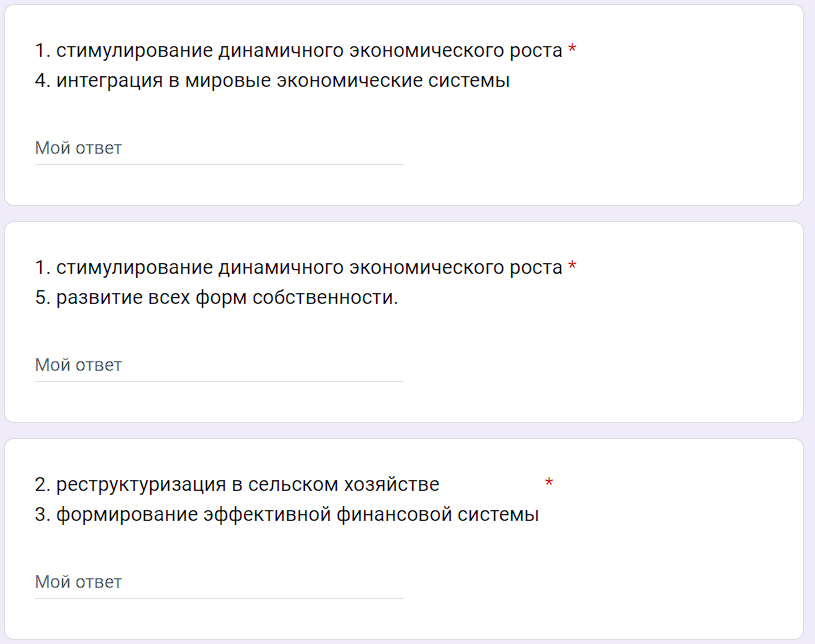 1. стимулирование динамичного экономического роста *
4. интеграция в мировые экономические системы
Мой ответ
1. стимулирование динамичного экономического роста *
5. развитие всех форм собственности.
Мой ответ
2. реструктуризация в сельском хозяйстве *
3. формирование эффективной финансовой системы
Мой ответ